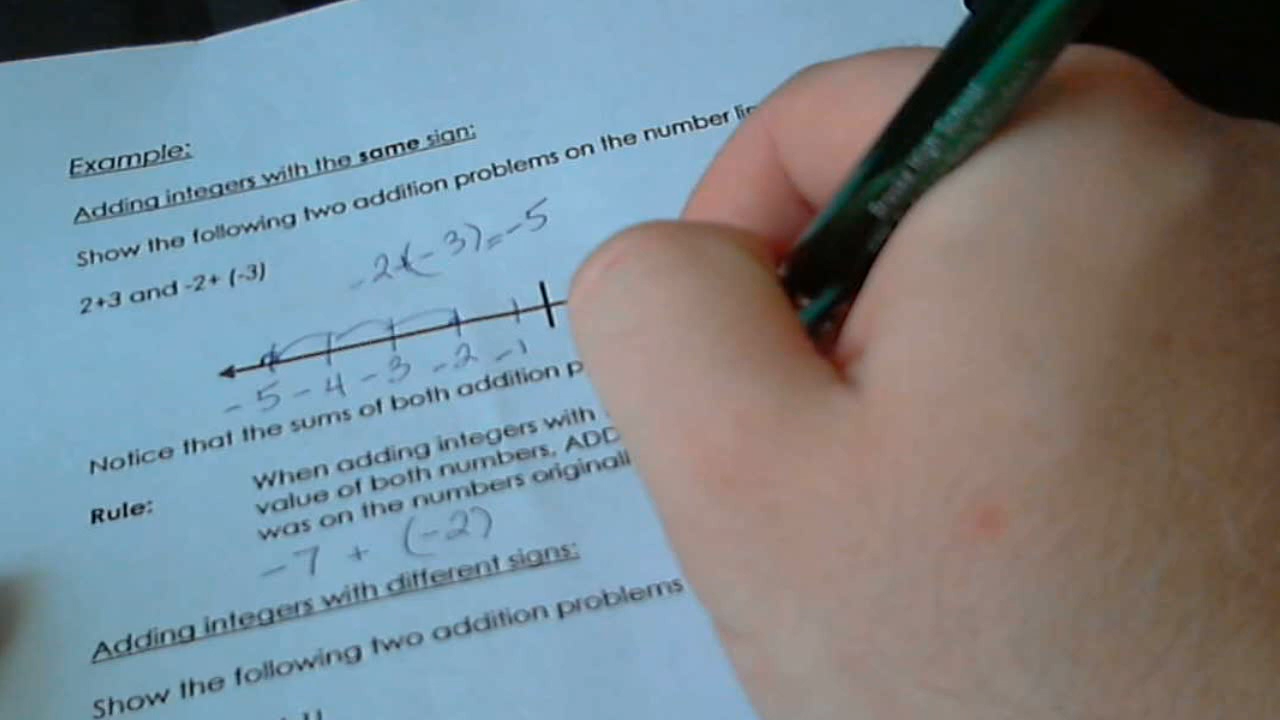 Example:
Adding integers with the same sign:
Show the following two addition problems on the number
2+3 and -2+ (-3)
-2+(-3)=-5
-5 -4 -3 -2 -1
Notice that the sums of both addition
Rule:
When adding integers with
value of both numbers, ADD
was on the numbers
-7 + (-2)
Adding integers with different signs:
Show the following two addition problems